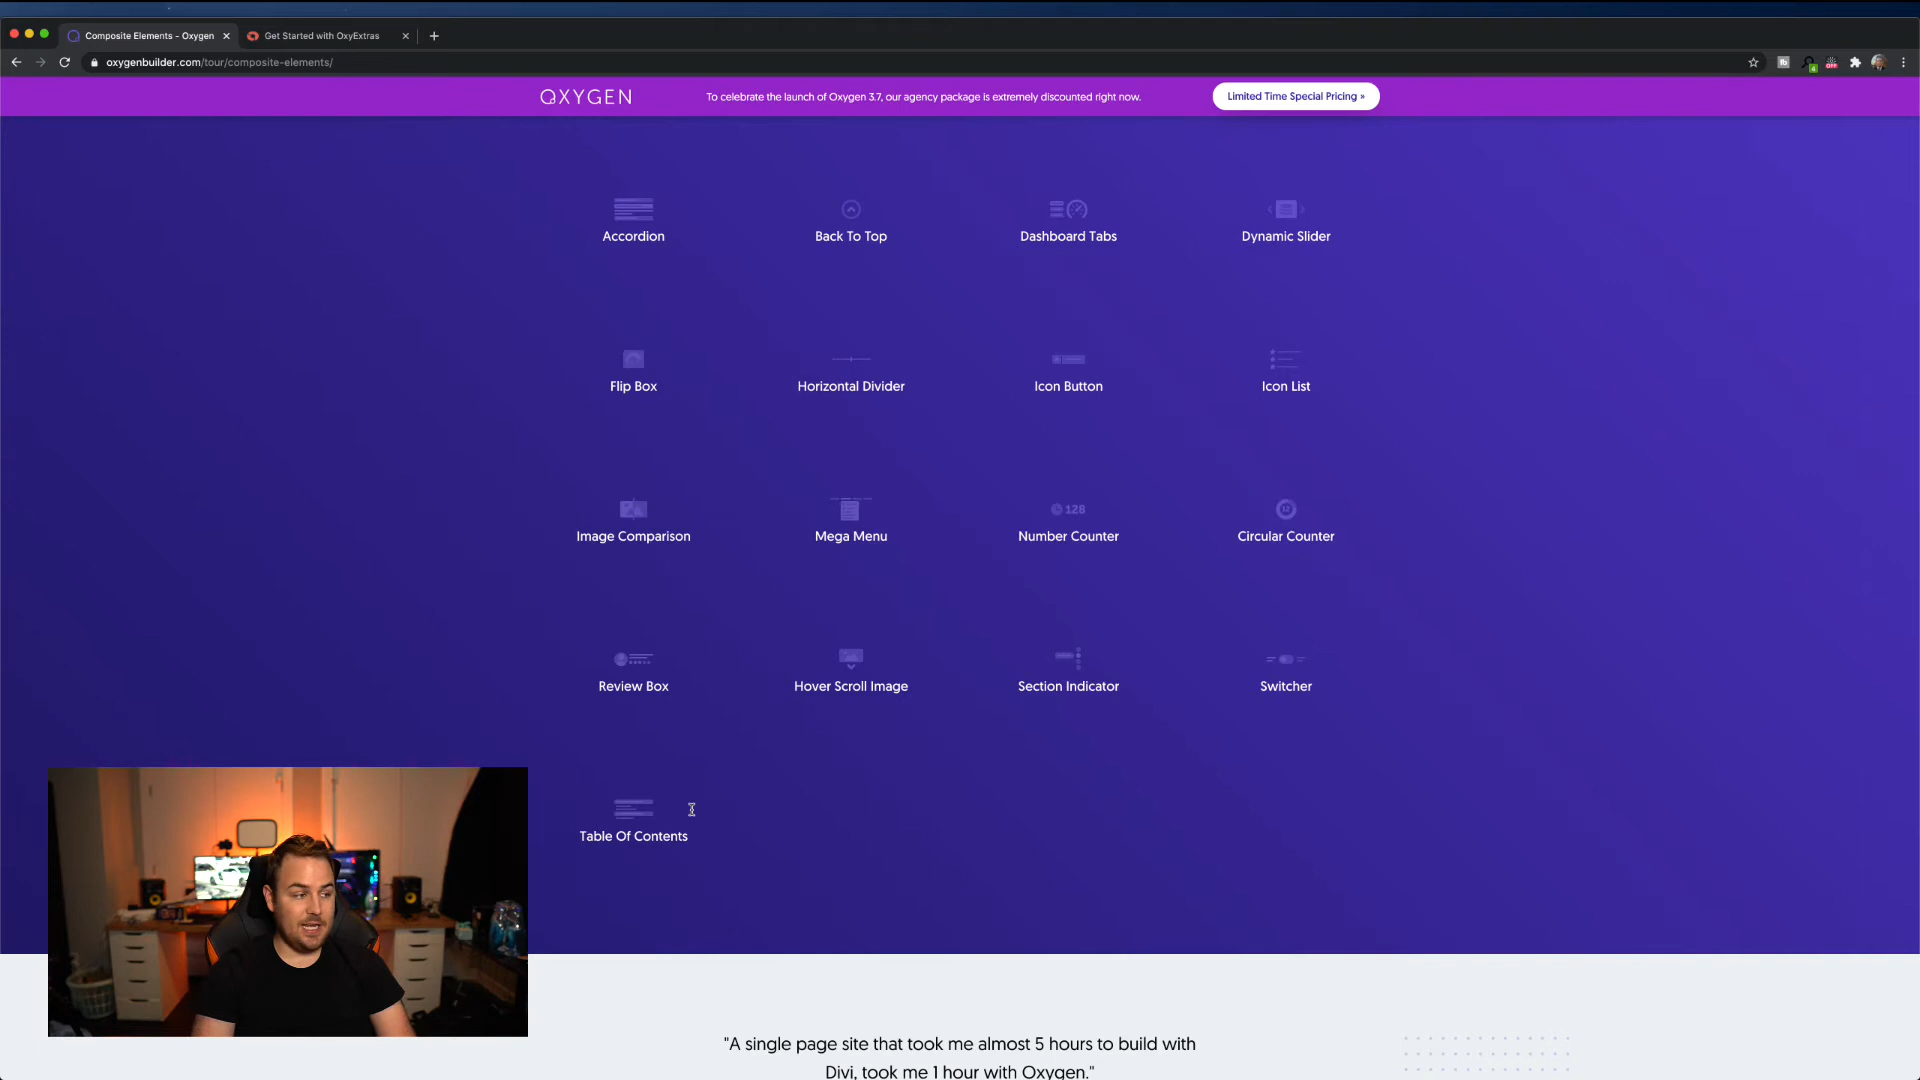 Composite Elements - Oxygen
Get Started with OxyExtras
oxygenbuilder.com/tour/composite-elements/
OXYGEN
To celebrate the launch of Oxygen 3.7, our agency package is extremely discounted right now.
Limited Time Special Pricing »
Accordion
Back To Top
Dashboard Tabs
Dynamic Slider
Flip Box
Horizontal Divider
Icon Button
Icon List
128
12
Image Comparison
Mega Menu
Number Counter
Circular Counter
Review Box
Hover Scroll Image
Section Indicator
Switcher
Table Of Contents
"A single page site that took me almost 5 hours to build with
Divi, took me 1 hour with Oxygen."